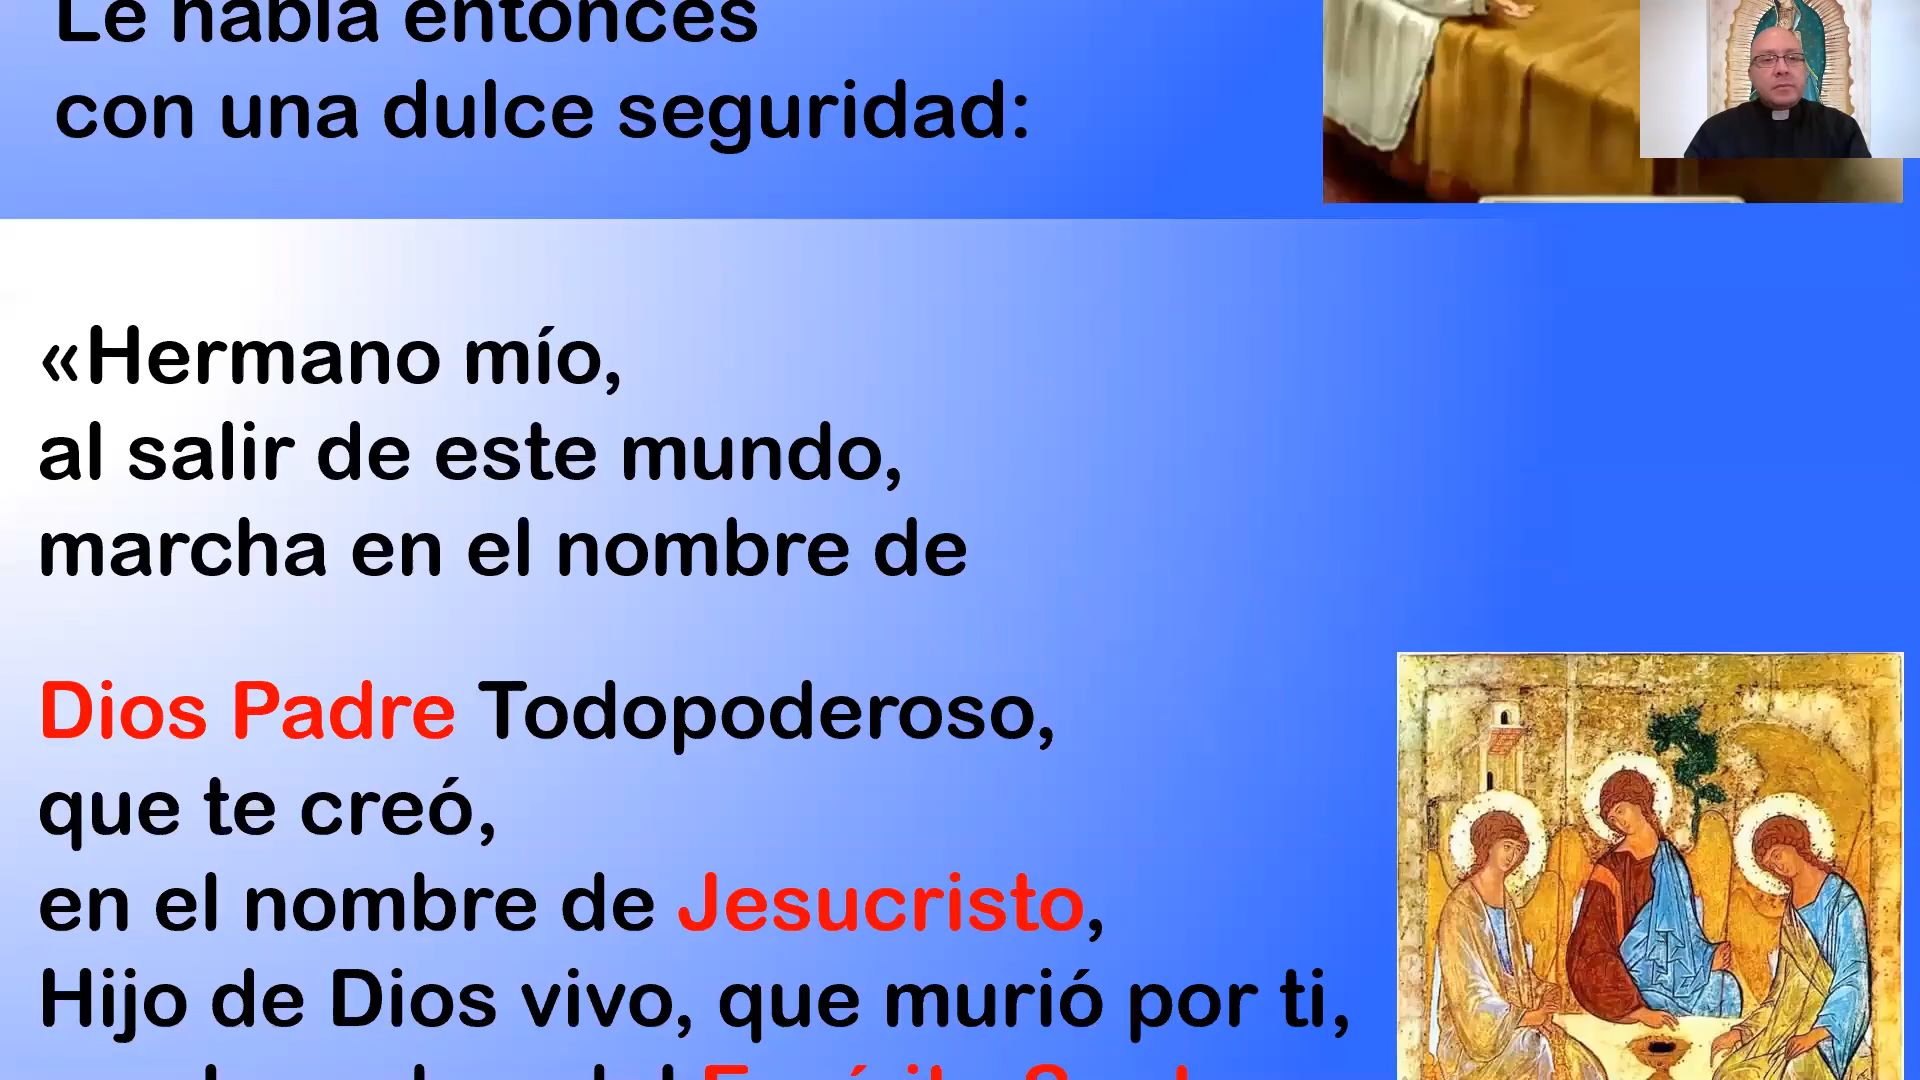 Le habla entonces
con una dulce seguridad:
«Hermano mío,
al salir de este mundo,
marcha en el nombre de
Dios Padre Todopoderoso,
que te creó,
en el nombre de Jesucristo,
Hijo de Dios vivo, que murió por ti,